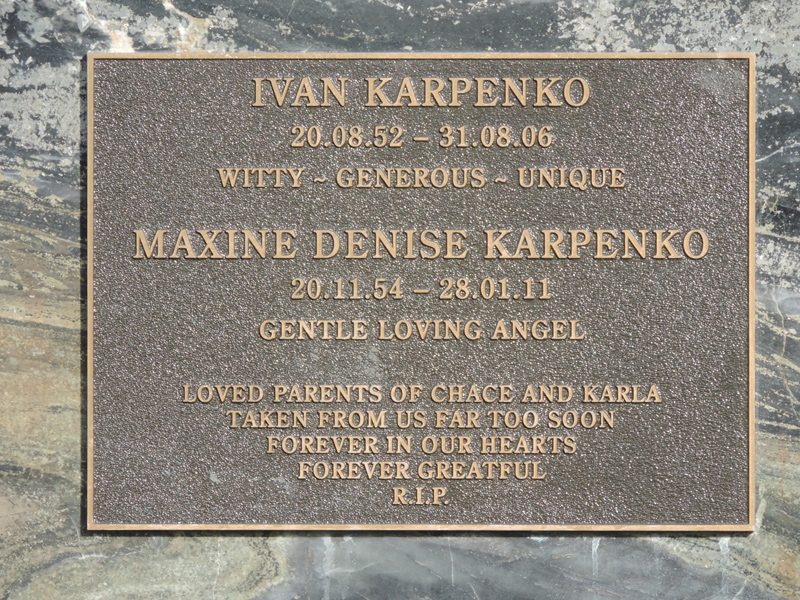 IVAN KARPENKO
20.08.52 – 31.08.06
WITTY ~ GENEROUS ~ UNIQUE
MAXINE DENISE KARPENKO
20.11.54 – 28.01.11
GENTLE LOVING ANGEL
LOVED PARENTS OF CHACE AND KARLA
TAKEN FROM US FAR TOO SOON
FOREVER IN OUR HEARTS
FOREVER GREATFUL
R.I.P.